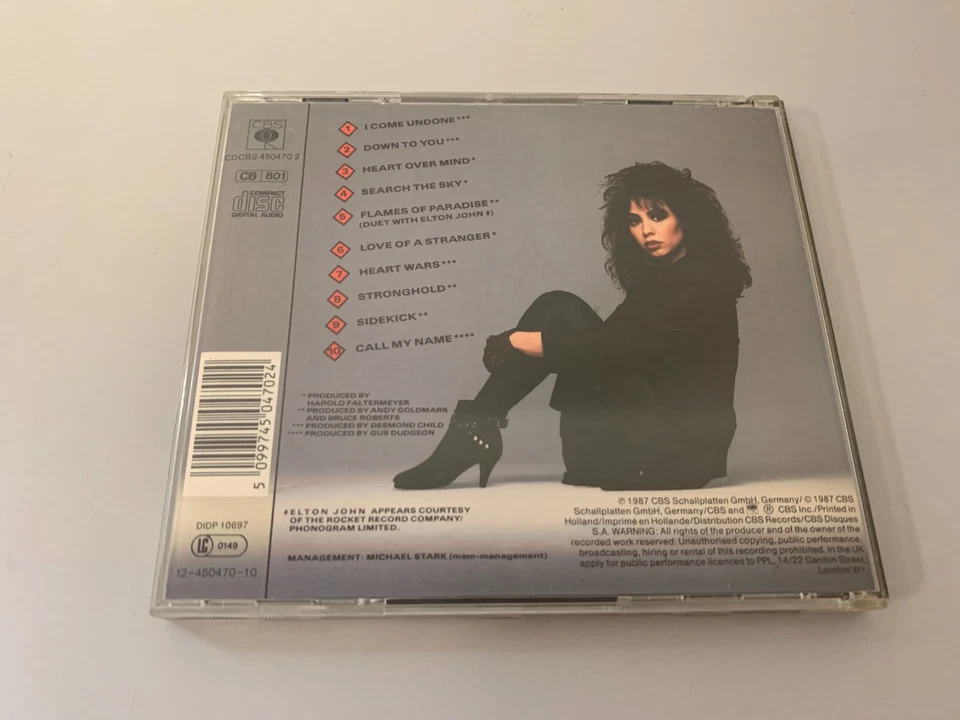 CBS
CDCBS 450470 2
CB 801
COMPACT
disc
DIGITAL AUDIO
1 I COME UNDONE***
2 DOWN TO YOU***
3 HEART OVER MIND*
4 SEARCH THE SKY*
5 FLAMES OF PARADISE**
(DUET WITH ELTON JOHN #)
6 LOVE OF A STRANGER*
7 HEART WARS***
8 STRONGHOLD**
9 SIDEKICK**
10 CALL MY NAME****
* PRODUCED BY
HAROLD FALTERMEYER
** PRODUCED BY ANDY GOLDMARK
AND BRUCE ROBERTS
*** PRODUCED BY DESMOND CHILD
**** PRODUCED BY GUS DUDGEON
5 099745 047024
#ELTON JOHN APPEARS COURTESY
OF THE ROCKET RECORD COMPANY/
PHONOGRAM LIMITED.
MANAGEMENT: MICHAEL STARK (msm-management)
DIDP 10697
LC 0149
12-450470-10
℗ 1987 CBS Schallplatten GmbH, Germany/© 1987 CBS
Schallplatten GmbH, Germany/CBS and ® CBS Inc./Printed in
Holland/Imprimé en Hollande/Distribution CBS Records/CBS Disques
S.A. WARNING: All rights of the producer and of the owner of the
recorded work reserved. Unauthorised copying, public performance,
broadcasting, hiring or rental of this recording prohibited. In the UK
apply for public performance licences to PPL, 14/22 Ganton Street,
London W1.